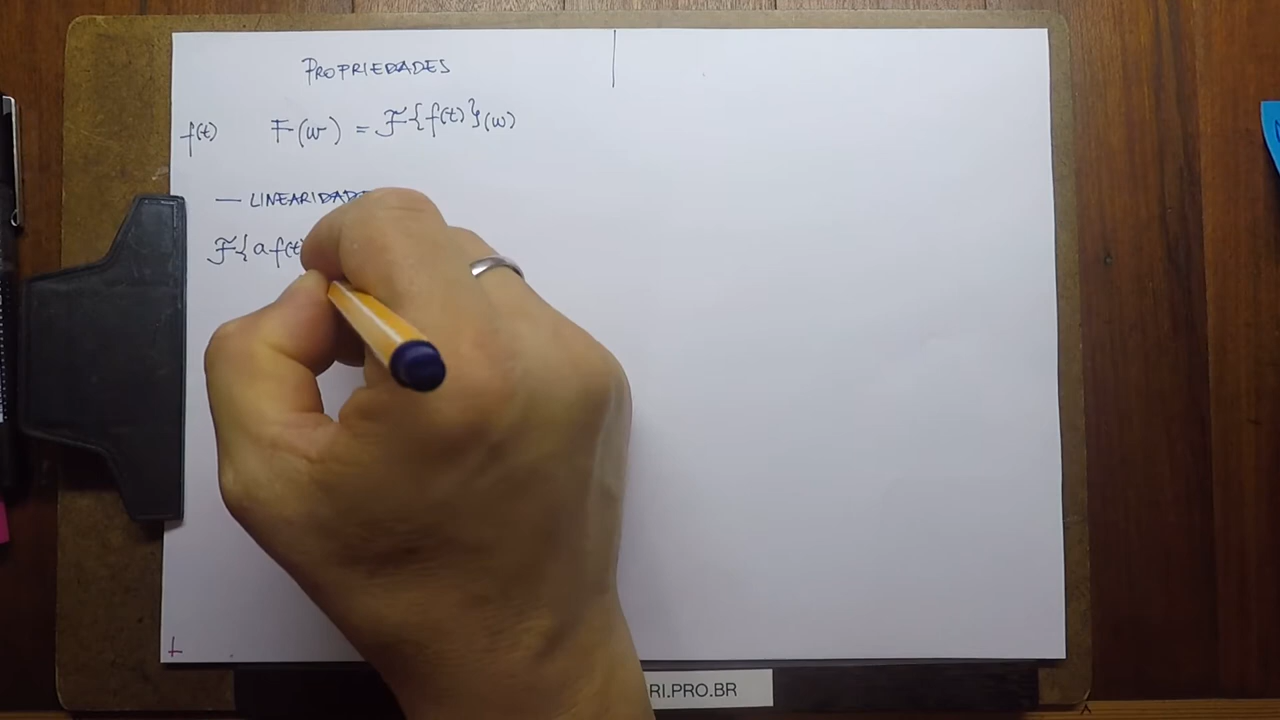 PROPRIEDADES
f(t) F(w) = ℱ{f(t)}(w)
— LINEARIDADE
ℱ{af(t)
RI.PRO.BR